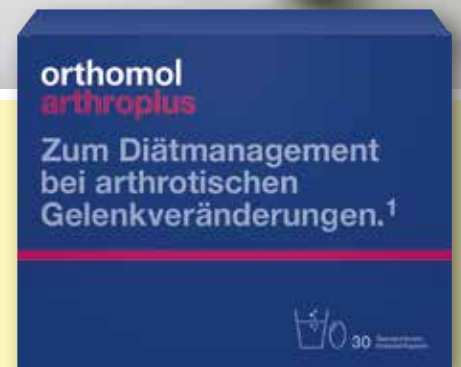 orthomol
arthroplus
Zum Diätmanagement
bei arthrotischen
Gelenkveränderungen.¹
30